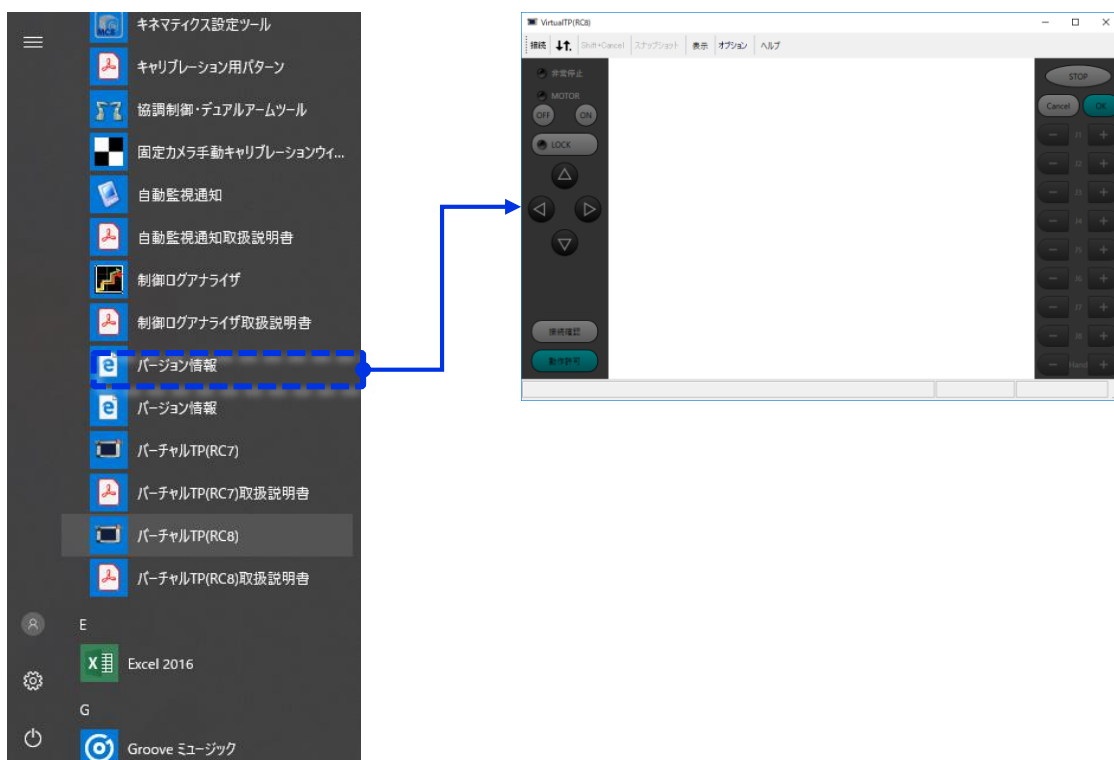 キネマティクス設定ツール
キャリブレーション用パターン
協調制御・デュアルアームツール
固定カメラ手動キャリブレーションウィ...
自動監視通知
自動監視通知取扱説明書
制御ログアナライザ
制御ログアナライザ取扱説明書
バージョン情報
バージョン情報
バーチャルTP(RC7)
バーチャルTP(RC7)取扱説明書
バーチャルTP(RC8)
バーチャルTP(RC8)取扱説明書
E
Excel 2016
G
Groove ミュージック
VirtualTP(RC8)
接続 Shift+Cancel スナップショット 表示 オプション ヘルプ
非常停止
MOTOR
OFF ON
LOCK
接続確認
動作許可
STOP
Cancel OK
- J1 +
- J2 +
- J3 +
- J4 +
- J5 +
- J6 +
- J7 +
- J8 +
- Hand +